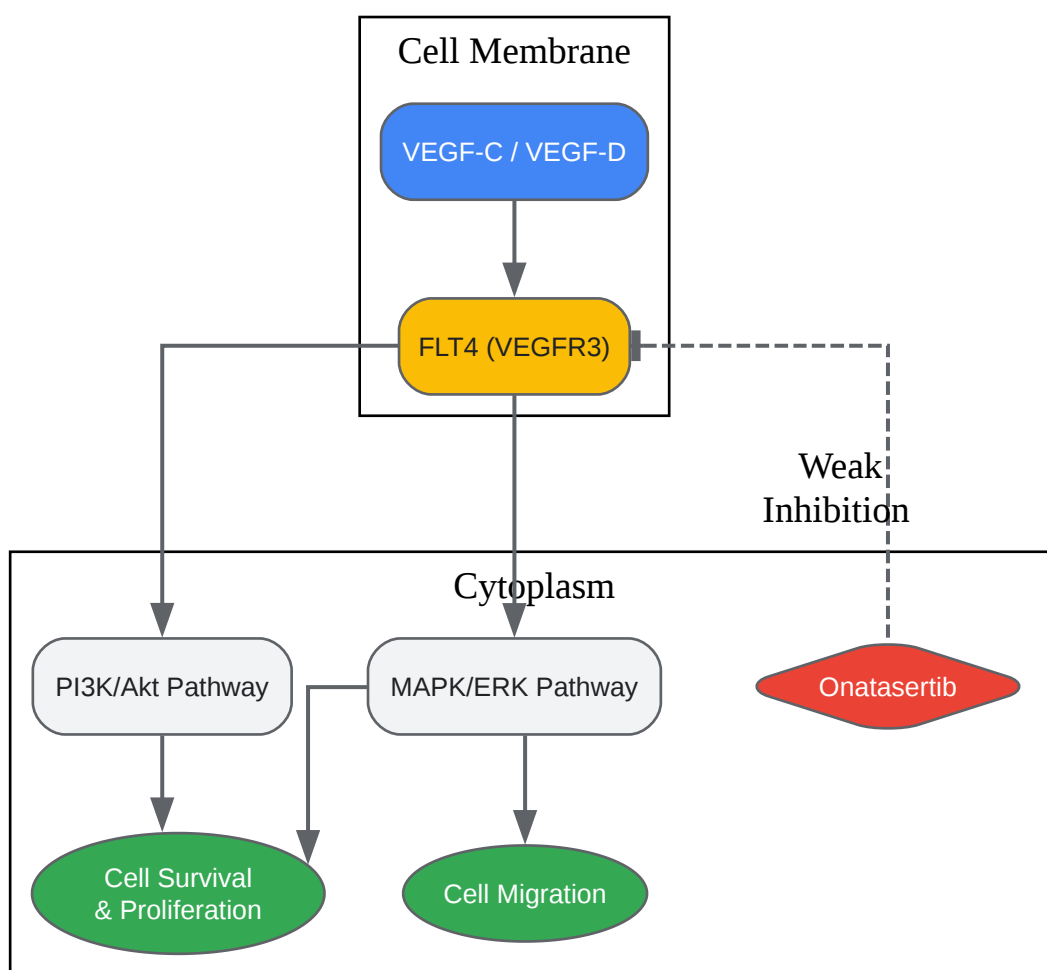 Cell Membrane
VEGF-C / VEGF-D
FLT4 (VEGFR3)
Weak
Inhibition
Cytoplasm
PI3K/Akt Pathway
MAPK/ERK Pathway
Onatasertib
Cell Survival
& Proliferation
Cell Migration